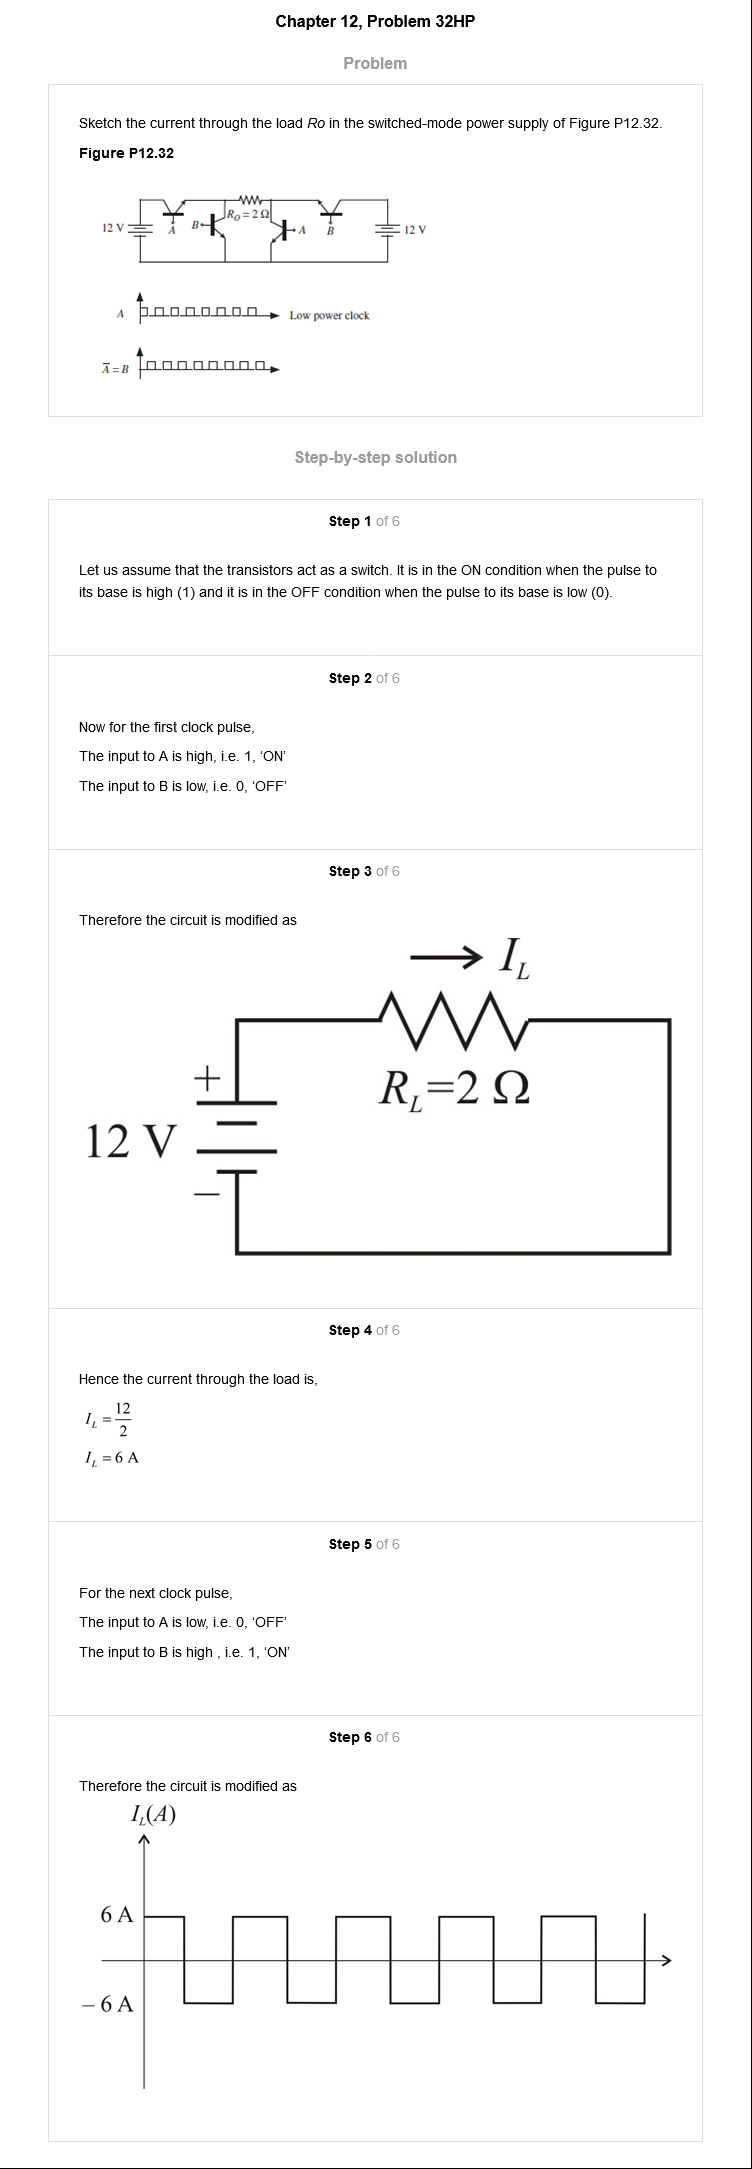 Chapter 12, Problem 32HP
Problem
Sketch the current through the load Ro in the switched-mode power supply of Figure P12.32.
Figure P12.32
12 V
A
B
R_O = 2 Ω
A
B
12 V
A
Low power clock
A̅ = B
Step-by-step solution
Step 1 of 6
Let us assume that the transistors act as a switch. It is in the ON condition when the pulse to
its base is high (1) and it is in the OFF condition when the pulse to its base is low (0).
Step 2 of 6
Now for the first clock pulse,
The input to A is high, i.e. 1, ‘ON’
The input to B is low, i.e. 0, ‘OFF’
Step 3 of 6
Therefore the circuit is modified as
I_L
+
R_L=2 Ω
12 V
−
Step 4 of 6
Hence the current through the load is,
I_L = 12/2
I_L = 6 A
Step 5 of 6
For the next clock pulse,
The input to A is low, i.e. 0, ‘OFF’
The input to B is high , i.e. 1, ‘ON’
Step 6 of 6
Therefore the circuit is modified as
I_L(A)
6 A
− 6 A